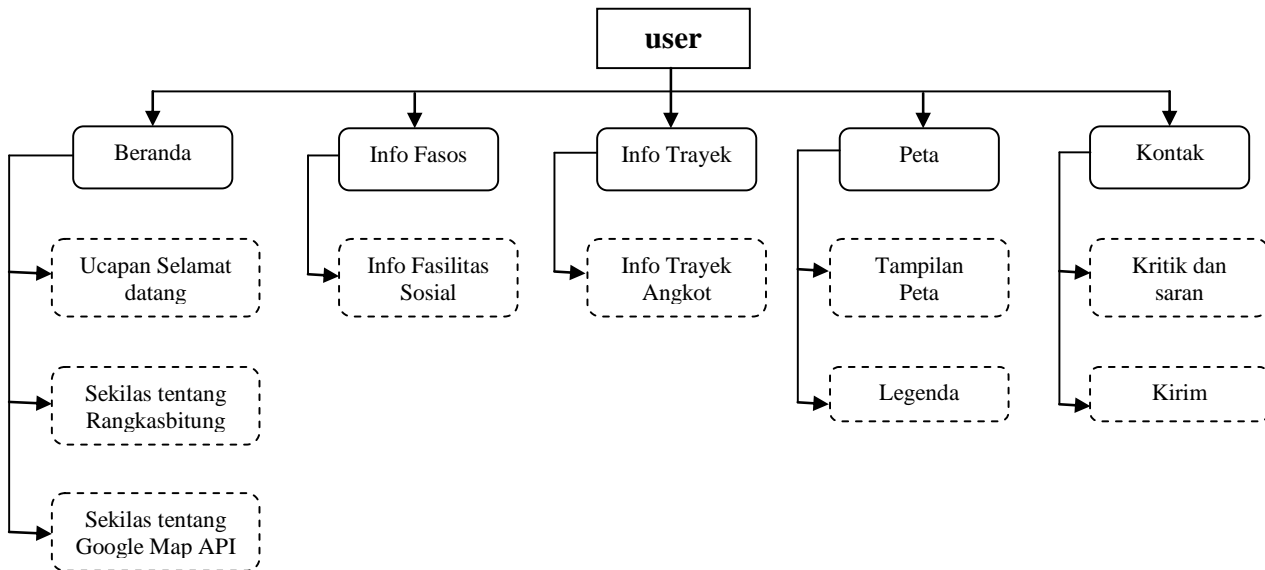 user
Beranda
Info Fasos
Info Trayek
Peta
Kontak
Ucapan Selamat
datang
Info Fasilitas
Sosial
Info Trayek
Angkot
Tampilan
Peta
Kritik dan
saran
Sekilas tentang
Rangkasbitung
Legenda
Kirim
Sekilas tentang
Google Map API